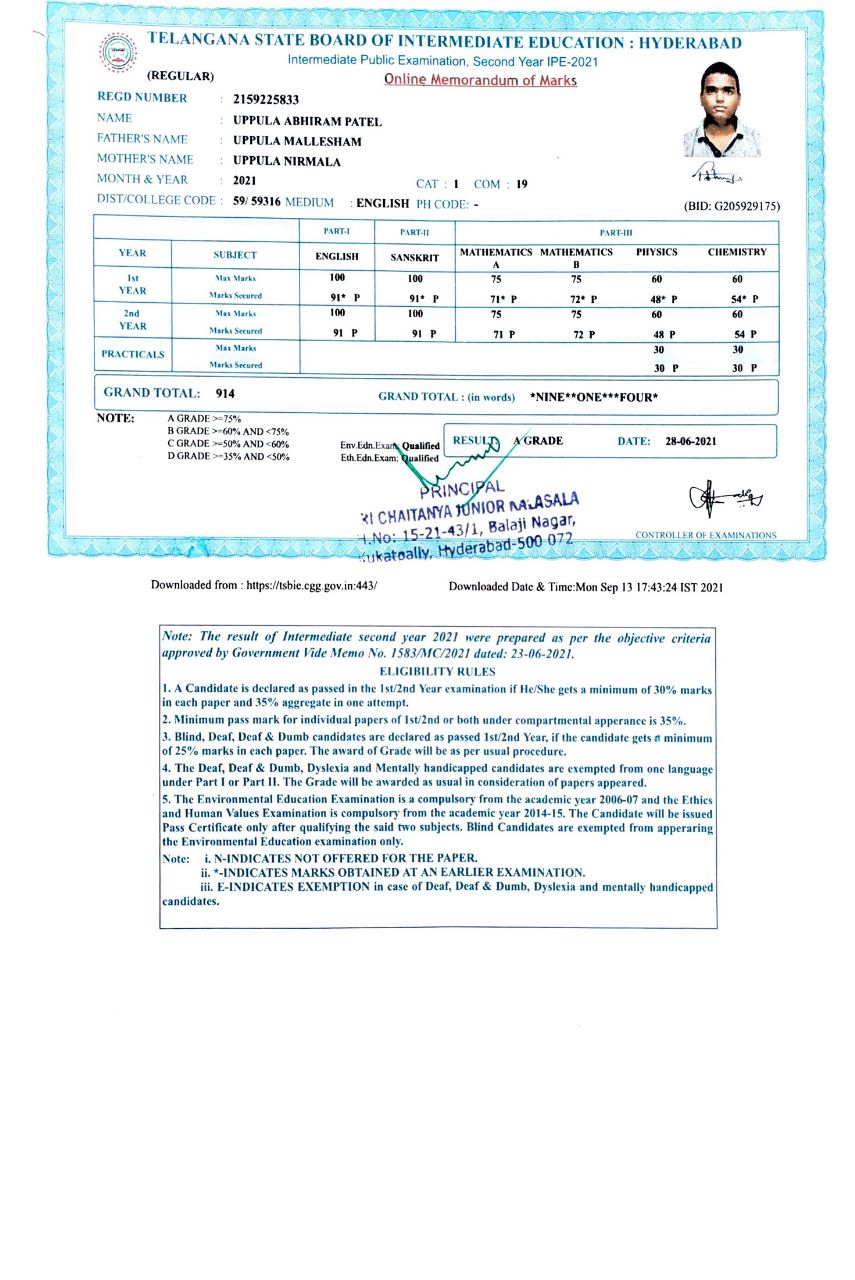 TELANGANA STATE BOARD OF INTERMEDIATE EDUCATION : HYDERABAD
Intermediate Public Examination, Second Year IPE-2021
(REGULAR)
Online Memorandum of Marks
REGD NUMBER : 2159225833
NAME : UPPULA ABHIRAM PATEL
FATHER'S NAME : UPPULA MALLESHAM
MOTHER'S NAME : UPPULA NIRMALA
MONTH & YEAR : 2021 CAT : 1 COM : 19
DIST/COLLEGE CODE : 59/ 59316 MEDIUM : ENGLISH PH CODE: -
(BID: G205929175)
PART-I PART-II PART-III
YEAR SUBJECT ENGLISH SANSKRIT MATHEMATICS A MATHEMATICS B PHYSICS CHEMISTRY
1st YEAR Max Marks 100 100 75 75 60 60
Marks Secured 91* P 91* P 71* P 72* P 48* P 54* P
2nd YEAR Max Marks 100 100 75 75 60 60
Marks Secured 91 P 91 P 71 P 72 P 48 P 54 P
PRACTICALS Max Marks 30 30
Marks Secured 30 P 30 P
GRAND TOTAL: 914 GRAND TOTAL : (in words) *NINE**ONE***FOUR*
NOTE: A GRADE >=75%
B GRADE >=60% AND <75%
C GRADE >=50% AND <60%
D GRADE >=35% AND <50%
Env.Edn.Exam: Qualified
Eth.Edn.Exam: Qualified
RESULT A GRADE DATE: 28-06-2021
PRINCIPAL
RI CHAITANYA JUNIOR KALASALA
H.No: 15-21-43/1, Balaji Nagar,
Kukatpally, Hyderabad-500 072
CONTROLLER OF EXAMINATIONS
Downloaded from : https://tsbie.cgg.gov.in:443/ Downloaded Date & Time:Mon Sep 13 17:43:24 IST 2021
Note: The result of Intermediate second year 2021 were prepared as per the objective criteria
approved by Government Vide Memo No. 1583/MC/2021 dated: 23-06-2021.
ELIGIBILITY RULES
1. A Candidate is declared as passed in the 1st/2nd Year examination if He/She gets a minimum of 30% marks
in each paper and 35% aggregate in one attempt.
2. Minimum pass mark for individual papers of 1st/2nd or both under compartmental apperance is 35%.
3. Blind, Deaf, Deaf & Dumb candidates are declared as passed 1st/2nd Year, if the candidate gets a minimum
of 25% marks in each paper. The award of Grade will be as per usual procedure.
4. The Deaf, Deaf & Dumb, Dyslexia and Mentally handicapped candidates are exempted from one language
under Part I or Part II. The Grade will be awarded as usual in consideration of papers appeared.
5. The Environmental Education Examination is a compulsory from the academic year 2006-07 and the Ethics
and Human Values Examination is compulsory from the academic year 2014-15. The Candidate will be issued
Pass Certificate only after qualifying the said two subjects. Blind Candidates are exempted from apperaring
the Environmental Education examination only.
Note: i. N-INDICATES NOT OFFERED FOR THE PAPER.
ii. *-INDICATES MARKS OBTAINED AT AN EARLIER EXAMINATION.
iii. E-INDICATES EXEMPTION in case of Deaf, Deaf & Dumb, Dyslexia and mentally handicapped
candidates.